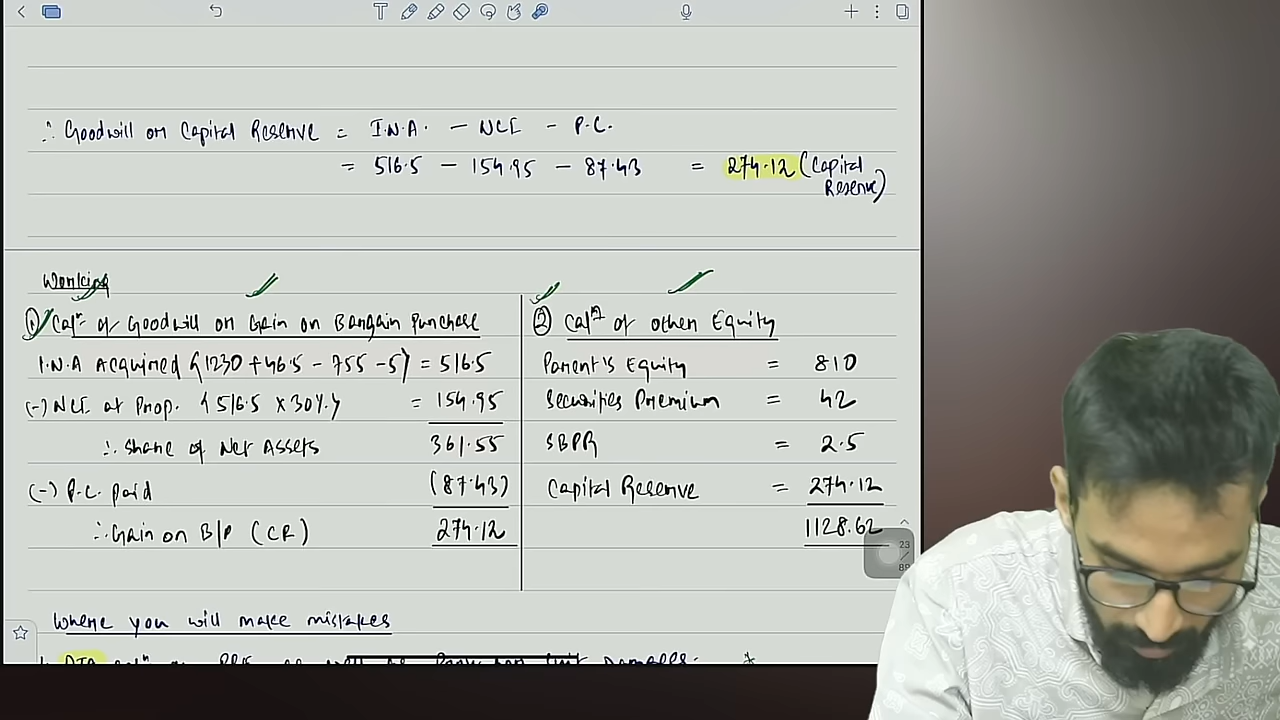 ∴ Goodwill or Capital Reserve = I.N.A. - NCI - P.C.
= 516.5 - 154.95 - 87.43 = 274.12 (Capital Reserve)
Working
① Calⁿ of Goodwill or Gain on Bargain Purchase
I.N.A Acquired {1230 + 46.5 - 755 - 5} = 516.5
(-) NCI at Prop. {516.5 x 30%} = 154.95
∴ Share of Net Assets 361.55
(-) P.C. paid (87.43)
∴ Gain on B/P (CR) 274.12
② Calⁿ of Other Equity
Parent's Equity = 810
Securities Premium = 42
SBPR = 2.5
Capital Reserve = 274.12
1128.62
23
Where you will make mistakes